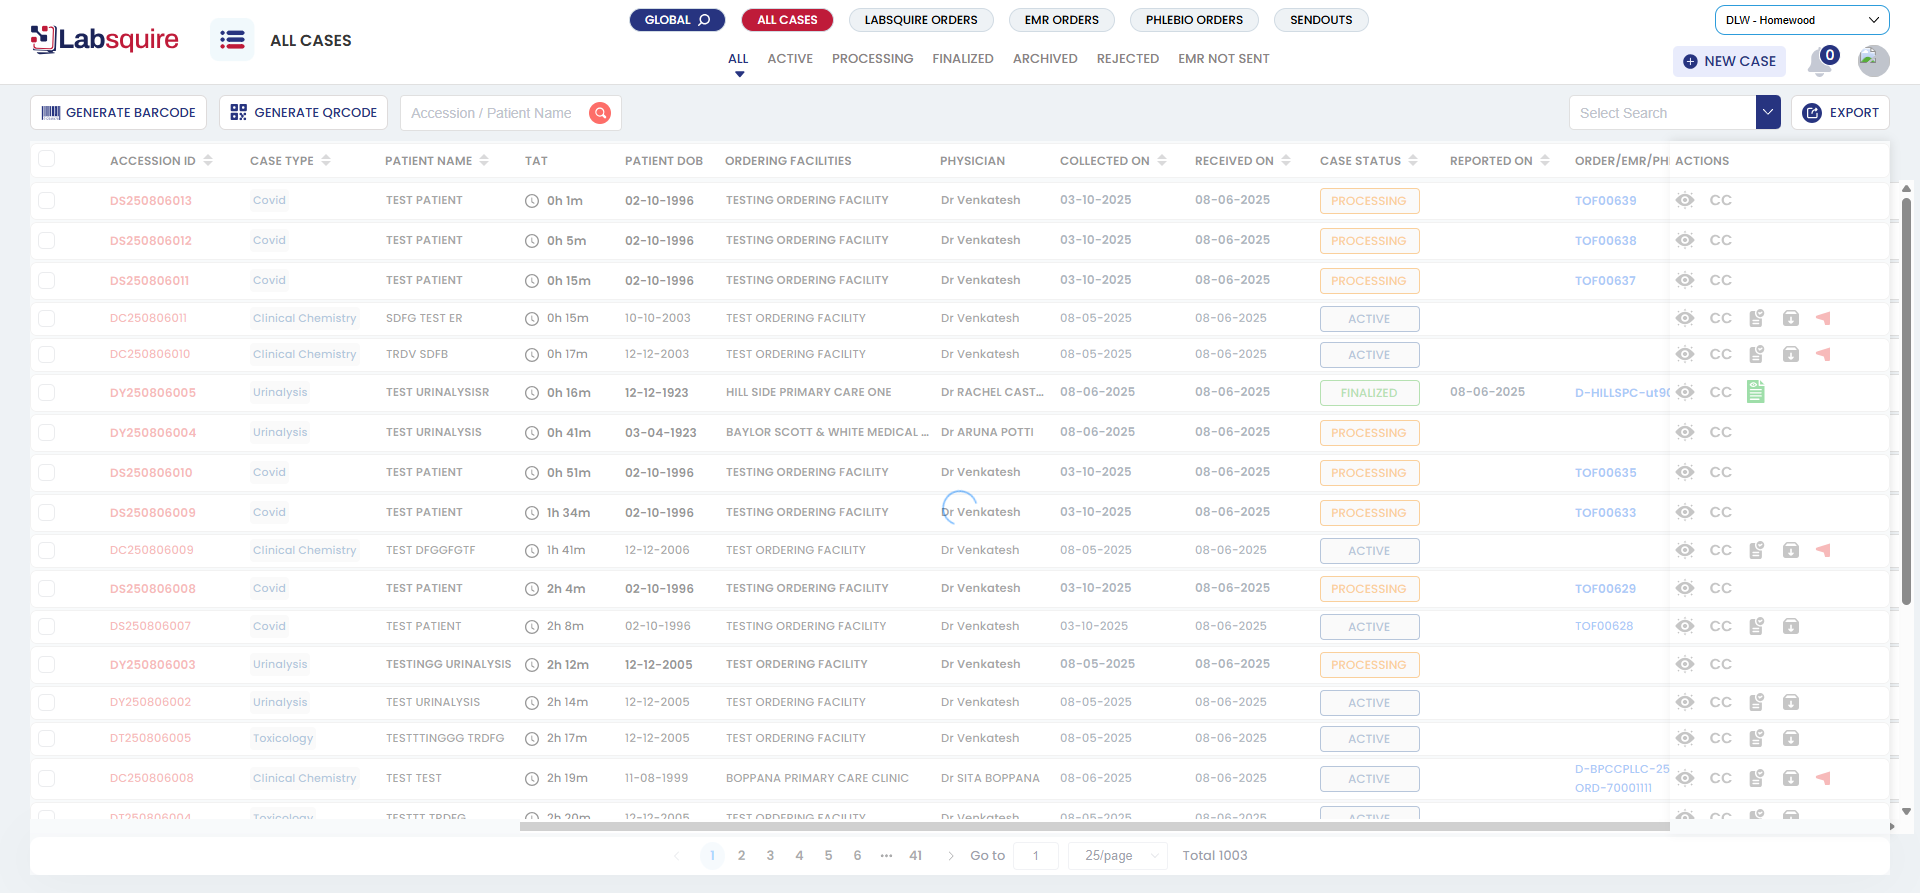 Labsquire
ALL CASES
GLOBAL ALL CASES LABSQUIRE ORDERS EMR ORDERS PHLEBIO ORDERS SENDOUTS
ALL ACTIVE PROCESSING FINALIZED ARCHIVED REJECTED EMR NOT SENT
DLW - Homewood
NEW CASE 0
GENERATE BARCODE GENERATE QRCODE Accession / Patient Name Select Search EXPORT
ACCESSION ID CASE TYPE PATIENT NAME TAT PATIENT DOB ORDERING FACILITIES PHYSICIAN COLLECTED ON RECEIVED ON CASE STATUS REPORTED ON ORDER/EMR/PH ACTIONS
DS250806013 Covid TEST PATIENT 0h 1m 02-10-1996 TESTING ORDERING FACILITY Dr Venkatesh 03-10-2025 08-06-2025 PROCESSING TOF00639 CC
DS250806012 Covid TEST PATIENT 0h 5m 02-10-1996 TESTING ORDERING FACILITY Dr Venkatesh 03-10-2025 08-06-2025 PROCESSING TOF00638 CC
DS250806011 Covid TEST PATIENT 0h 15m 02-10-1996 TESTING ORDERING FACILITY Dr Venkatesh 03-10-2025 08-06-2025 PROCESSING TOF00637 CC
DC250806011 Clinical Chemistry SDFG TEST ER 0h 15m 10-10-2003 TEST ORDERING FACILITY Dr Venkatesh 08-05-2025 08-06-2025 ACTIVE CC
DC250806010 Clinical Chemistry TRDV SDFB 0h 17m 12-12-2003 TEST ORDERING FACILITY Dr Venkatesh 08-05-2025 08-06-2025 ACTIVE CC
DY250806005 Urinalysis TEST URINALYSISR 0h 16m 12-12-1923 HILL SIDE PRIMARY CARE ONE Dr RACHEL CAST... 08-06-2025 08-06-2025 FINALIZED 08-06-2025 D-HILLSPC-ut90 CC
DY250806004 Urinalysis TEST URINALYSIS 0h 41m 03-04-1923 BAYLOR SCOTT & WHITE MEDICAL ... Dr ARUNA POTTI 08-06-2025 08-06-2025 PROCESSING CC
DS250806010 Covid TEST PATIENT 0h 51m 02-10-1996 TESTING ORDERING FACILITY Dr Venkatesh 03-10-2025 08-06-2025 PROCESSING TOF00635 CC
DS250806009 Covid TEST PATIENT 1h 34m 02-10-1996 TESTING ORDERING FACILITY Dr Venkatesh 03-10-2025 08-06-2025 PROCESSING TOF00633 CC
DC250806009 Clinical Chemistry TEST DFGGFGTF 1h 41m 12-12-2006 TEST ORDERING FACILITY Dr Venkatesh 08-05-2025 08-06-2025 ACTIVE CC
DS250806008 Covid TEST PATIENT 2h 4m 02-10-1996 TESTING ORDERING FACILITY Dr Venkatesh 03-10-2025 08-06-2025 PROCESSING TOF00629 CC
DS250806007 Covid TEST PATIENT 2h 8m 02-10-1996 TESTING ORDERING FACILITY Dr Venkatesh 03-10-2025 08-06-2025 ACTIVE TOF00628 CC
DY250806003 Urinalysis TESTINGG URINALYSIS 2h 12m 12-12-2005 TEST ORDERING FACILITY Dr Venkatesh 08-05-2025 08-06-2025 PROCESSING CC
DY250806002 Urinalysis TEST URINALYSIS 2h 14m 12-12-2005 TEST ORDERING FACILITY Dr Venkatesh 08-05-2025 08-06-2025 ACTIVE CC
DT250806005 Toxicology TESTTTINGGG TRDFG 2h 17m 12-12-2005 TEST ORDERING FACILITY Dr Venkatesh 08-05-2025 08-06-2025 ACTIVE CC
DC250806008 Clinical Chemistry TEST TEST 2h 19m 11-08-1999 BOPPANA PRIMARY CARE CLINIC Dr SITA BOPPANA 08-06-2025 08-06-2025 ACTIVE D-BPCCPLLC-25 CC
ORD-70001111
DT250806004 Toxicology TESTTT TRDFG 2h 20m 12-12-2005 TEST ORDERING FACILITY Dr Venkatesh 08-05-2025 08-06-2025 ACTIVE CC
1 2 3 4 5 6 ... 41 Go to 1 25/page Total 1003